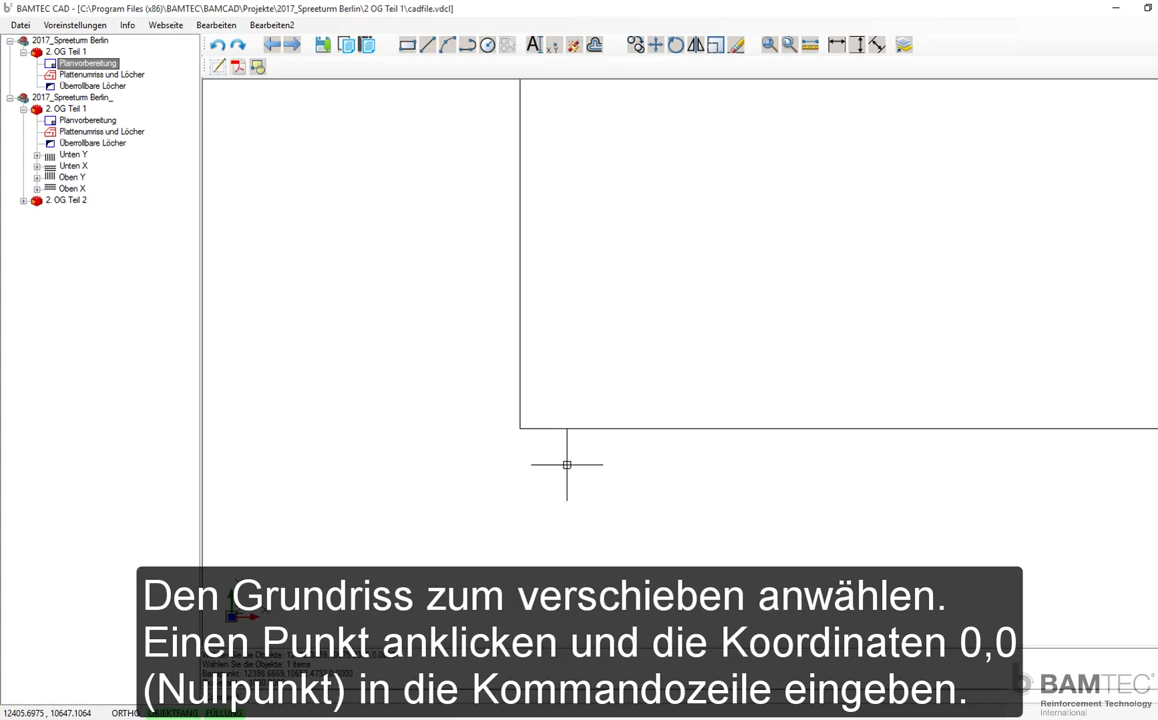 BAMTEC CAD - [C:\Program Files (x86)\BAMTEC\BAMCAD\Projekte\2017_Spreeturm Berlin\2 OG Teil 1\cadfile.vdcl]
Datei Voreinstellungen Info Webseite Bearbeiten Bearbeiten2
2017_Spreeturm Berlin
2. OG Teil 1
Planvorbereitung
Plattenumriss und Löcher
Überrollbare Löcher
2017_Spreeturm Berlin_
2. OG Teil 1
Planvorbereitung
Plattenumriss und Löcher
Überrollbare Löcher
Unten Y
Unten X
Oben Y
Oben X
2. OG Teil 2
Den Grundriss zum verschieben anwählen.
Einen Punkt anklicken und die Koordinaten 0,0
(Nullpunkt) in die Kommandozeile eingeben.
Wählen Sie die Objekte: 1 Items
BAMTEC
Reinforcement Technology
International
12405.6975 , 10647.1064 ORTHO OBJEKTFANG FÜLLUNG